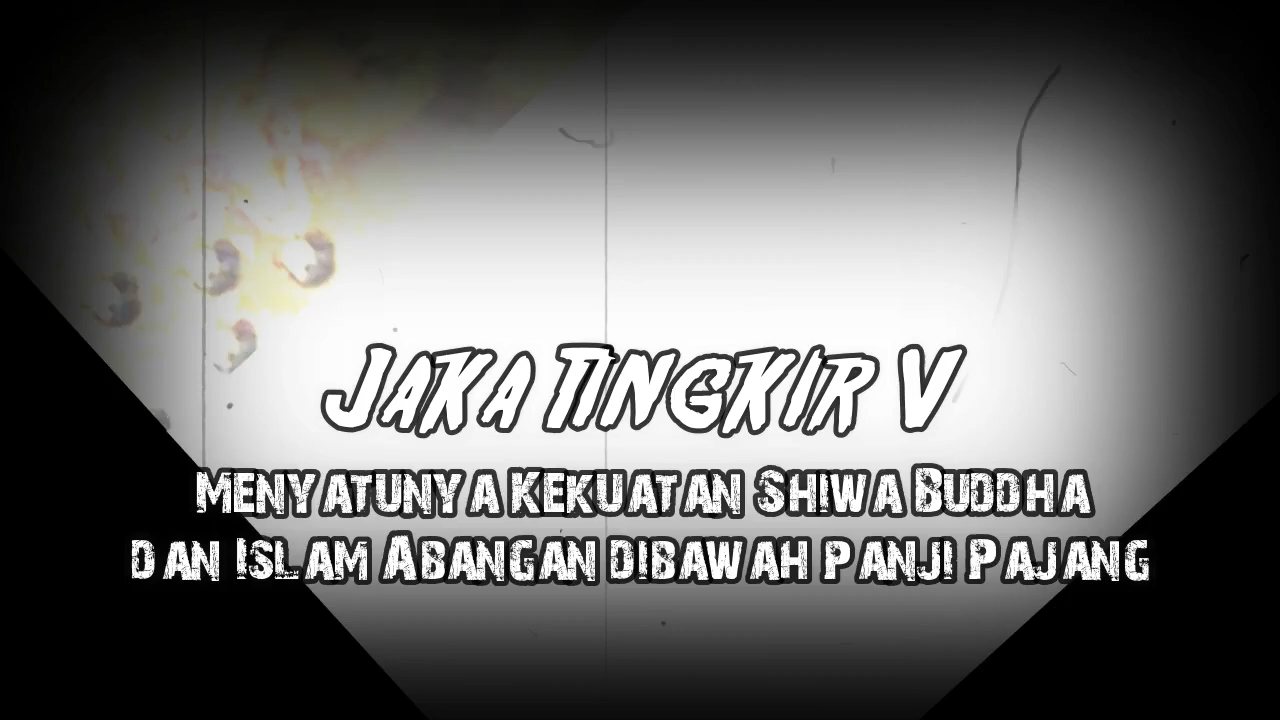 Jaka Tingkir V
Menyatunya Kekuatan Shiwa Buddha
dan Islam Abangan dibawah panji Pajang